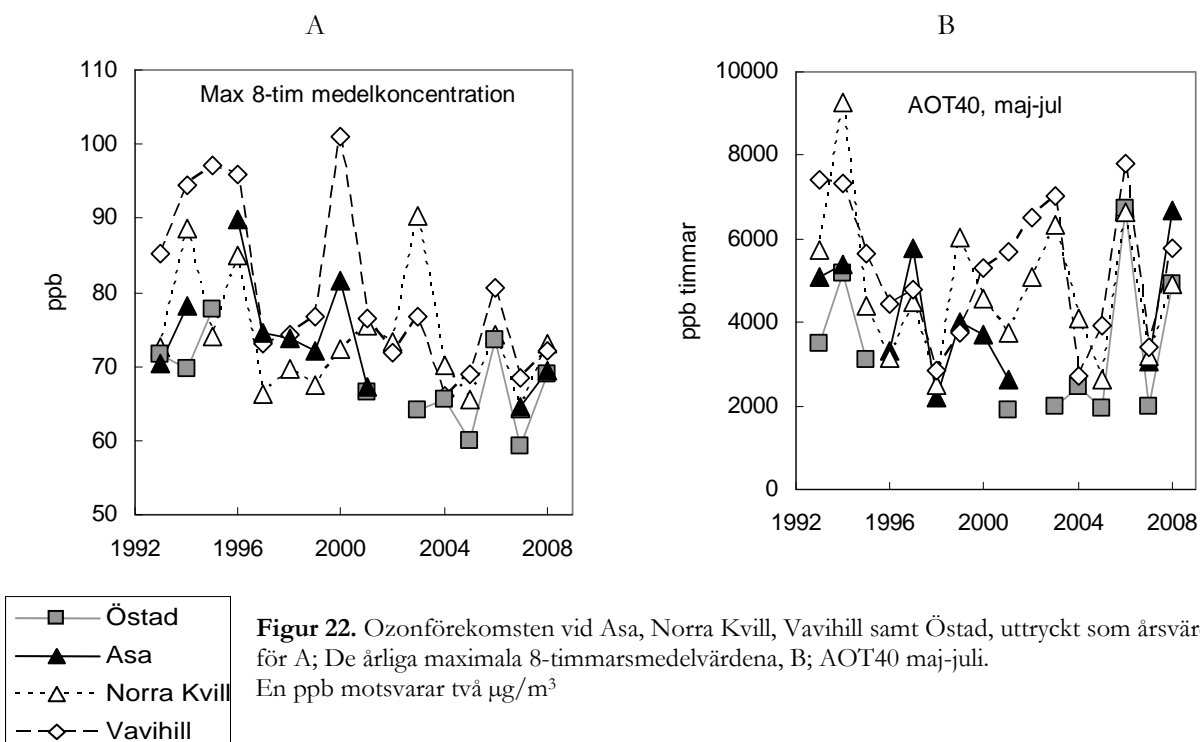 A
B
110
100
90
80
70
60
50
ppb
Max 8-tim medelkoncentration
1992 1996 2000 2004 2008
10000
8000
6000
4000
2000
0
ppb timmar
AOT40, maj-jul
1992 1996 2000 2004 2008
Östad
Asa
Norra Kvill
Vavihill
Figur 22. Ozonförekomsten vid Asa, Norra Kvill, Vavihill samt Östad, uttryckt som årsvär
för A; De årliga maximala 8-timmarsmedelvärdena, B; AOT40 maj-juli.
En ppb motsvarar två µg/m³